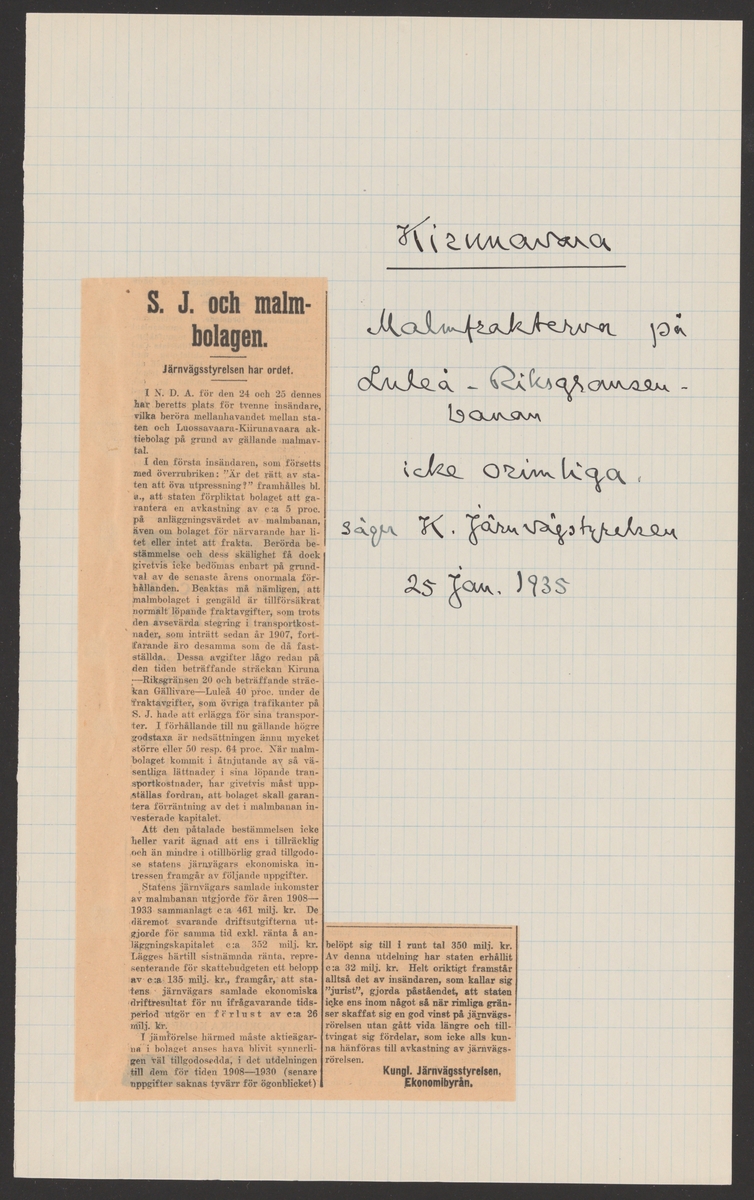 Kirunavara
Malmfrakterna på
Luleå - Riksgränsen -
banan
icke orimliga.
säger K. Järnvägstyrelsen
25 Jan. 1935
S. J. och malm-
bolagen.
Järnvägsstyrelsen har ordet.
I N. D. A. för den 24 och 25 dennes
har beretts plats för tvenne insändare,
vilka beröra mellanhavandet mellan sta-
ten och Luossavaara-Kiirunavaara ak-
tiebolag på grund av gällande malmav-
tal.
I den första insändaren, som försetts
med överrubriken: "Är det rätt av sta-
ten att öva utpressning?" framhålles bl.
a., att staten förpliktat bolaget att ga-
rantera en avkastning av c:a 5 proc.
på anläggningsvärdet av malmbanan,
även om bolaget för närvarande har li-
tet eller intet att frakta. Berörda be-
stämmelse och dess skälighet få dock
givetvis icke bedömas enbart på grund-
val av de senaste årens onormala för-
hållanden. Beaktas må nämligen, att
malmbolaget i gengäld är tillförsäkrat
normalt löpande fraktavgifter, som trots
den avsevärda stegring i transportkost-
nader, som inträtt sedan år 1907, fort-
farande äro desamma som de då fast-
ställda. Dessa avgifter lågo redan på
den tiden beträffande sträckan Kiruna
—Riksgränsen 20 och beträffande sträc-
kan Gällivare—Luleå 40 proc. under de
fraktavgifter, som övriga trafikanter på
S. J. hade att erlägga för sina transpor-
ter. I förhållande till nu gällande högre
godstaxa är nedsättningen ännu mycket
större eller 50 resp. 64 proc. När malm-
bolaget kommit i åtnjutande av så vä-
sentliga lättnader i sina löpande tran-
sportkostnader, har givetvis måst upp-
ställas fordran, att bolaget skall garan-
tera förräntning av det i malmbanan in-
vesterade kapitalet.
Att den påtalade bestämmelsen icke
heller varit ägnad att ens i tillräcklig
och än mindre i otillbörlig grad tillgodo-
se statens järnvägars ekonomiska in-
tressen framgår av följande uppgifter.
Statens järnvägars samlade inkomster
av malmbanan utgjorde för åren 1908—
1933 sammanlagt c:a 461 milj. kr. De
däremot svarande driftsutgifterna ut-
gjorde för samma tid exkl. ränta å an-
läggningskapitalet c:a 352 milj. kr.
Lägges härtill sistnämnda ränta, repre-
senterande för skattebudgeten ett belopp
av c:a 135 milj. kr., framgår, att sta-
tens järnvägars samlade ekonomiska
driftresultat för nu ifrågavarande tids-
period utgör en förlust av c:a 26
milj. kr.
I jämförelse härmed måste aktieägar-
na i bolaget anses hava blivit synnerli-
gen väl tillgodosedda, i det utdelningen
till dem för tiden 1908—1930 (senare
uppgifter saknas tyvärr för ögonblicket)
belöpt sig till i runt tal 350 milj. kr.
Av denna utdelning har staten erhållit
c:a 32 milj. kr. Helt oriktigt framstår
alltså det av insändaren, som kallar sig
"jurist", gjorda påståendet, att staten
icke ens inom något så när rimliga grän-
ser skaffat sig en god vinst på järnvägs-
rörelsen utan gått vida längre och till-
tvingat sig fördelar, som icke alls kun-
na hänföras till avkastning av järnvägs-
rörelsen.
Kungl. Järnvägsstyrelsen,
Ekonomibyrån.